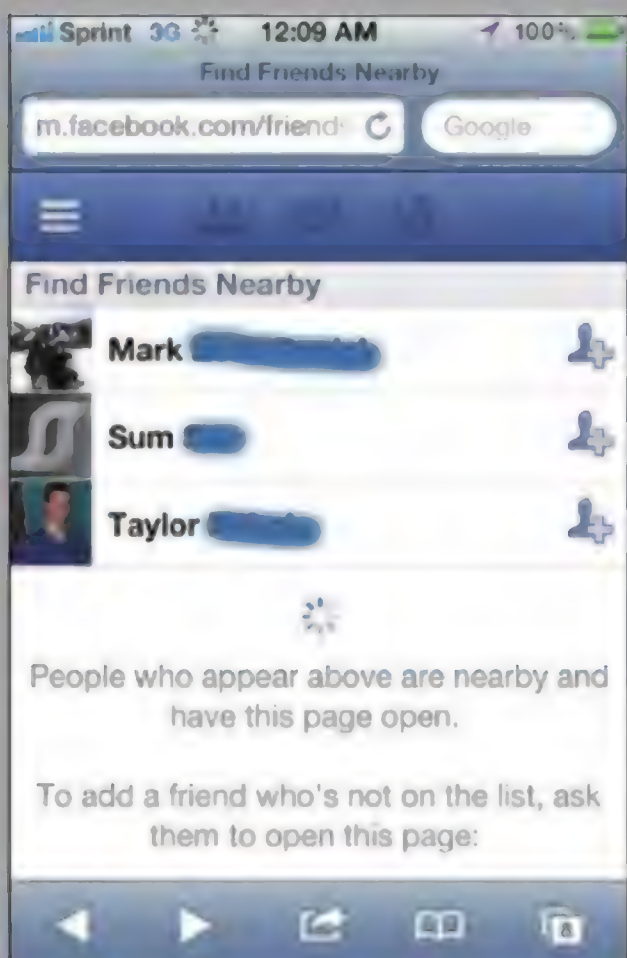 Sprint 3G 12:09 AM 100%
Find Friends Nearby
m.facebook.com/friend Google
Find Friends Nearby
Mark
Sum
Taylor
People who appear above are nearby and
have this page open.
To add a friend who's not on the list, ask
them to open this page:
8